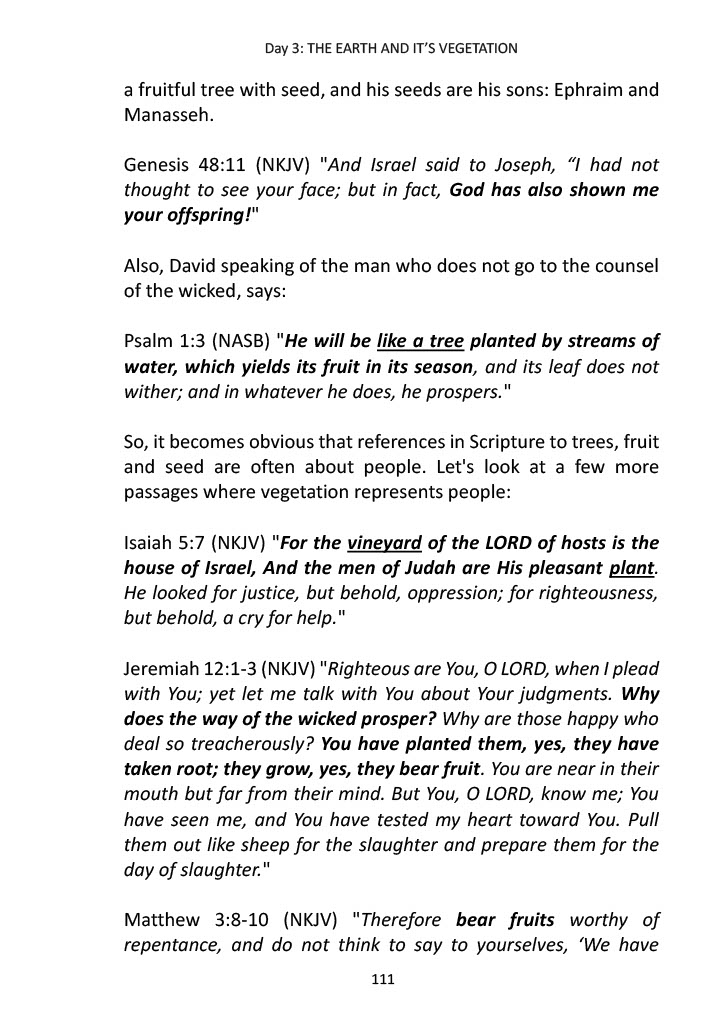 Day 3: THE EARTH AND IT’S VEGETATION
a fruitful tree with seed, and his seeds are his sons: Ephraim and
Manasseh.
Genesis 48:11 (NKJV) "And Israel said to Joseph, “I had not
thought to see your face; but in fact, God has also shown me
your offspring!"
Also, David speaking of the man who does not go to the counsel
of the wicked, says:
Psalm 1:3 (NASB) "He will be like a tree planted by streams of
water, which yields its fruit in its season, and its leaf does not
wither; and in whatever he does, he prospers."
So, it becomes obvious that references in Scripture to trees, fruit
and seed are often about people. Let's look at a few more
passages where vegetation represents people:
Isaiah 5:7 (NKJV) "For the vineyard of the LORD of hosts is the
house of Israel, And the men of Judah are His pleasant plant.
He looked for justice, but behold, oppression; for righteousness,
but behold, a cry for help."
Jeremiah 12:1-3 (NKJV) "Righteous are You, O LORD, when I plead
with You; yet let me talk with You about Your judgments. Why
does the way of the wicked prosper? Why are those happy who
deal so treacherously? You have planted them, yes, they have
taken root; they grow, yes, they bear fruit. You are near in their
mouth but far from their mind. But You, O LORD, know me; You
have seen me, and You have tested my heart toward You. Pull
them out like sheep for the slaughter and prepare them for the
day of slaughter."
Matthew 3:8-10 (NKJV) "Therefore bear fruits worthy of
repentance, and do not think to say to yourselves, ‘We have
111